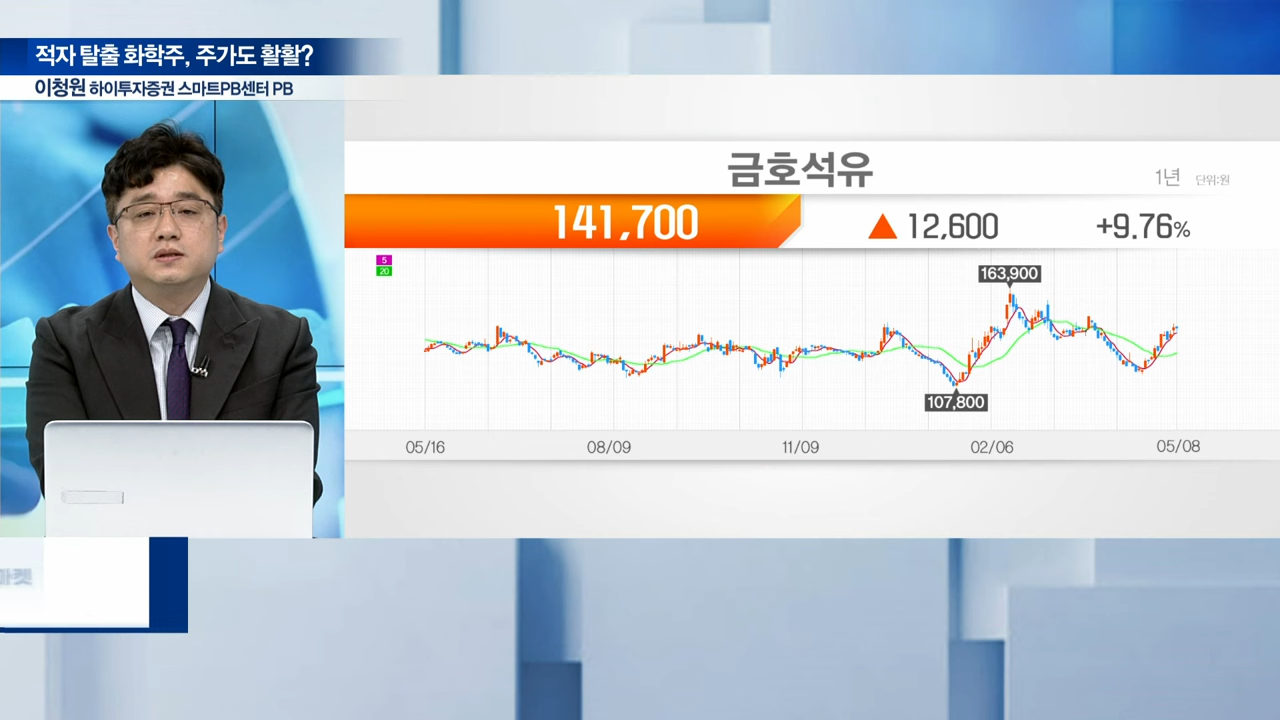 적자 탈출 화학주, 주가도 활활?
이청원 하이투자증권 스마트PB센터 PB
금호석유
1년 단위:원
141,700 ▲ 12,600 +9.76%
5
20
163,900
107,800
05/16 08/09 11/09 02/06 05/08
마켓